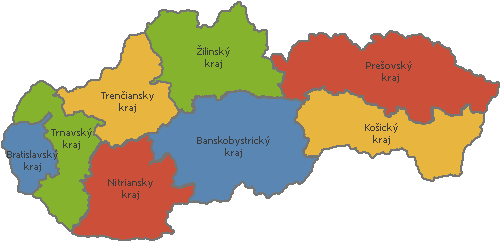 Žilinský
kraj
Prešovský
kraj
Trenčiansky
kraj
Trnavský
kraj
Košický
kraj
Banskobystrický
kraj
Bratislavský
kraj
Nitriansky
kraj